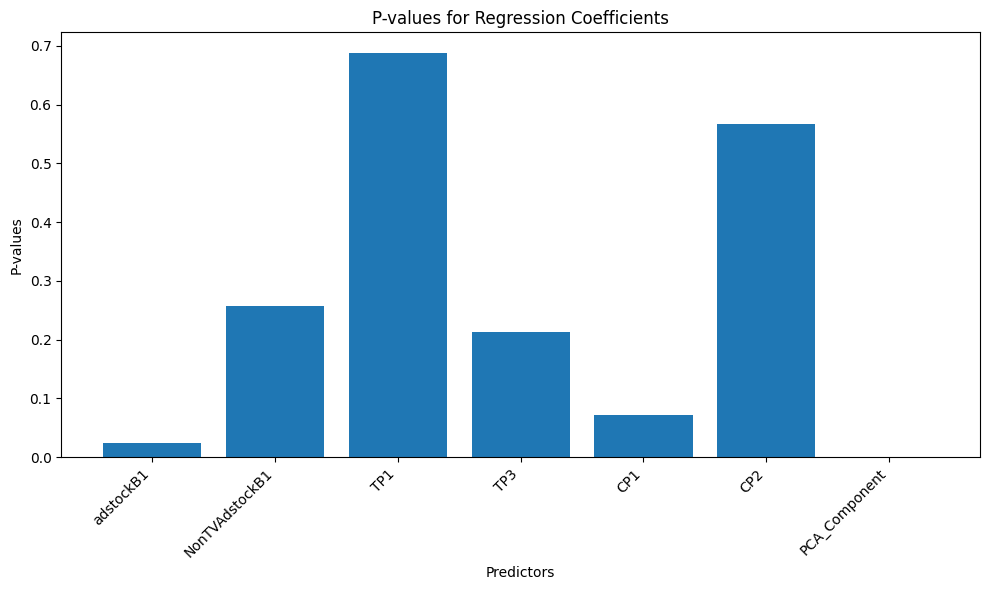 P-values for Regression Coefficients
P-values
0.7
0.6
0.5
0.4
0.3
0.2
0.1
0.0
adstockB1
NonTVAdstockB1
TP1
TP3
CP1
CP2
PCA_Component
Predictors